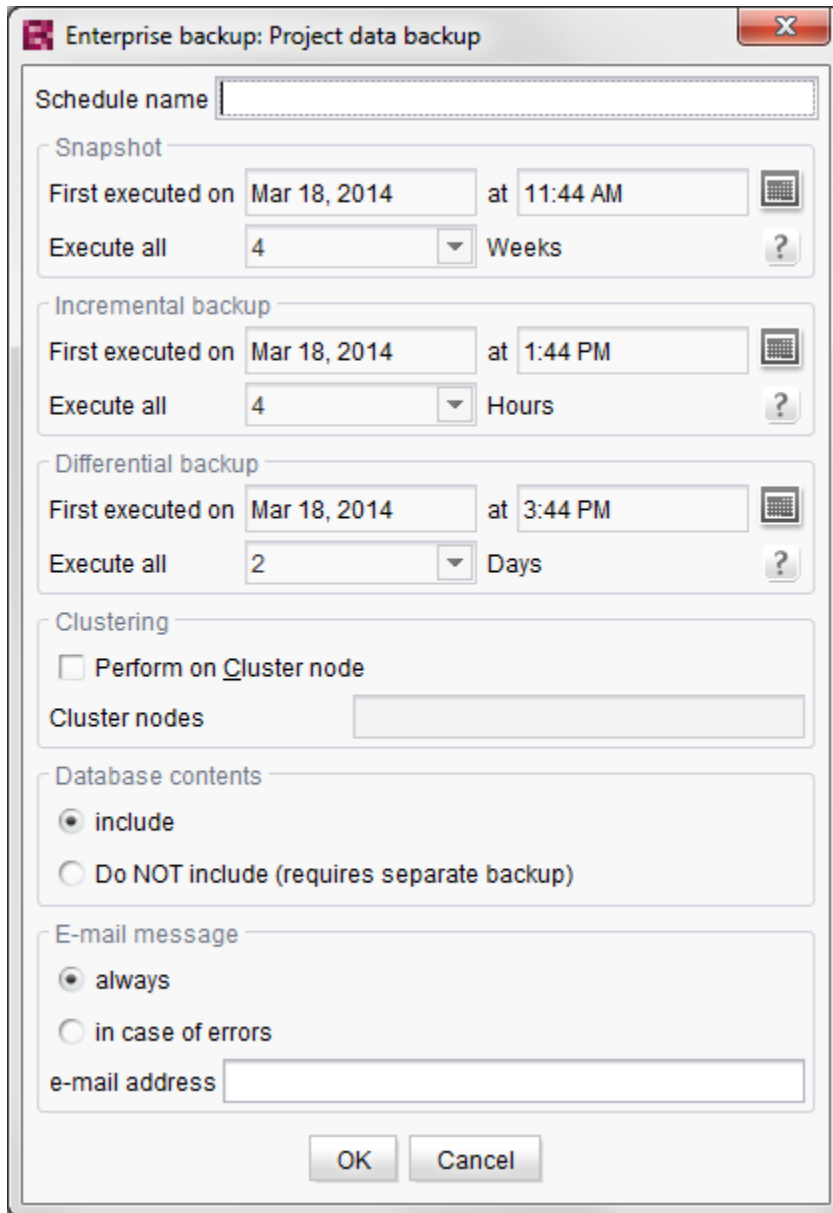 Enterprise backup: Project data backup
Schedule name
Snapshot
First executed on Mar 18, 2014 at 11:44 AM
Execute all 4 Weeks ?
Incremental backup
First executed on Mar 18, 2014 at 1:44 PM
Execute all 4 Hours ?
Differential backup
First executed on Mar 18, 2014 at 3:44 PM
Execute all 2 Days ?
Clustering
Perform on Cluster node
Cluster nodes
Database contents
include
Do NOT include (requires separate backup)
E-mail message
always
in case of errors
e-mail address
OK Cancel